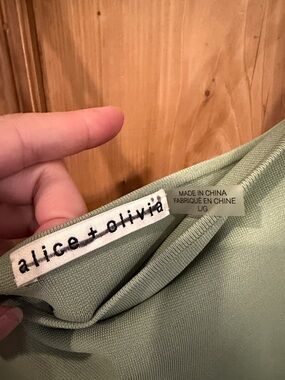 alice + olivia
MADE IN CHINA
FABRIQUÉ EN CHINE
L/G